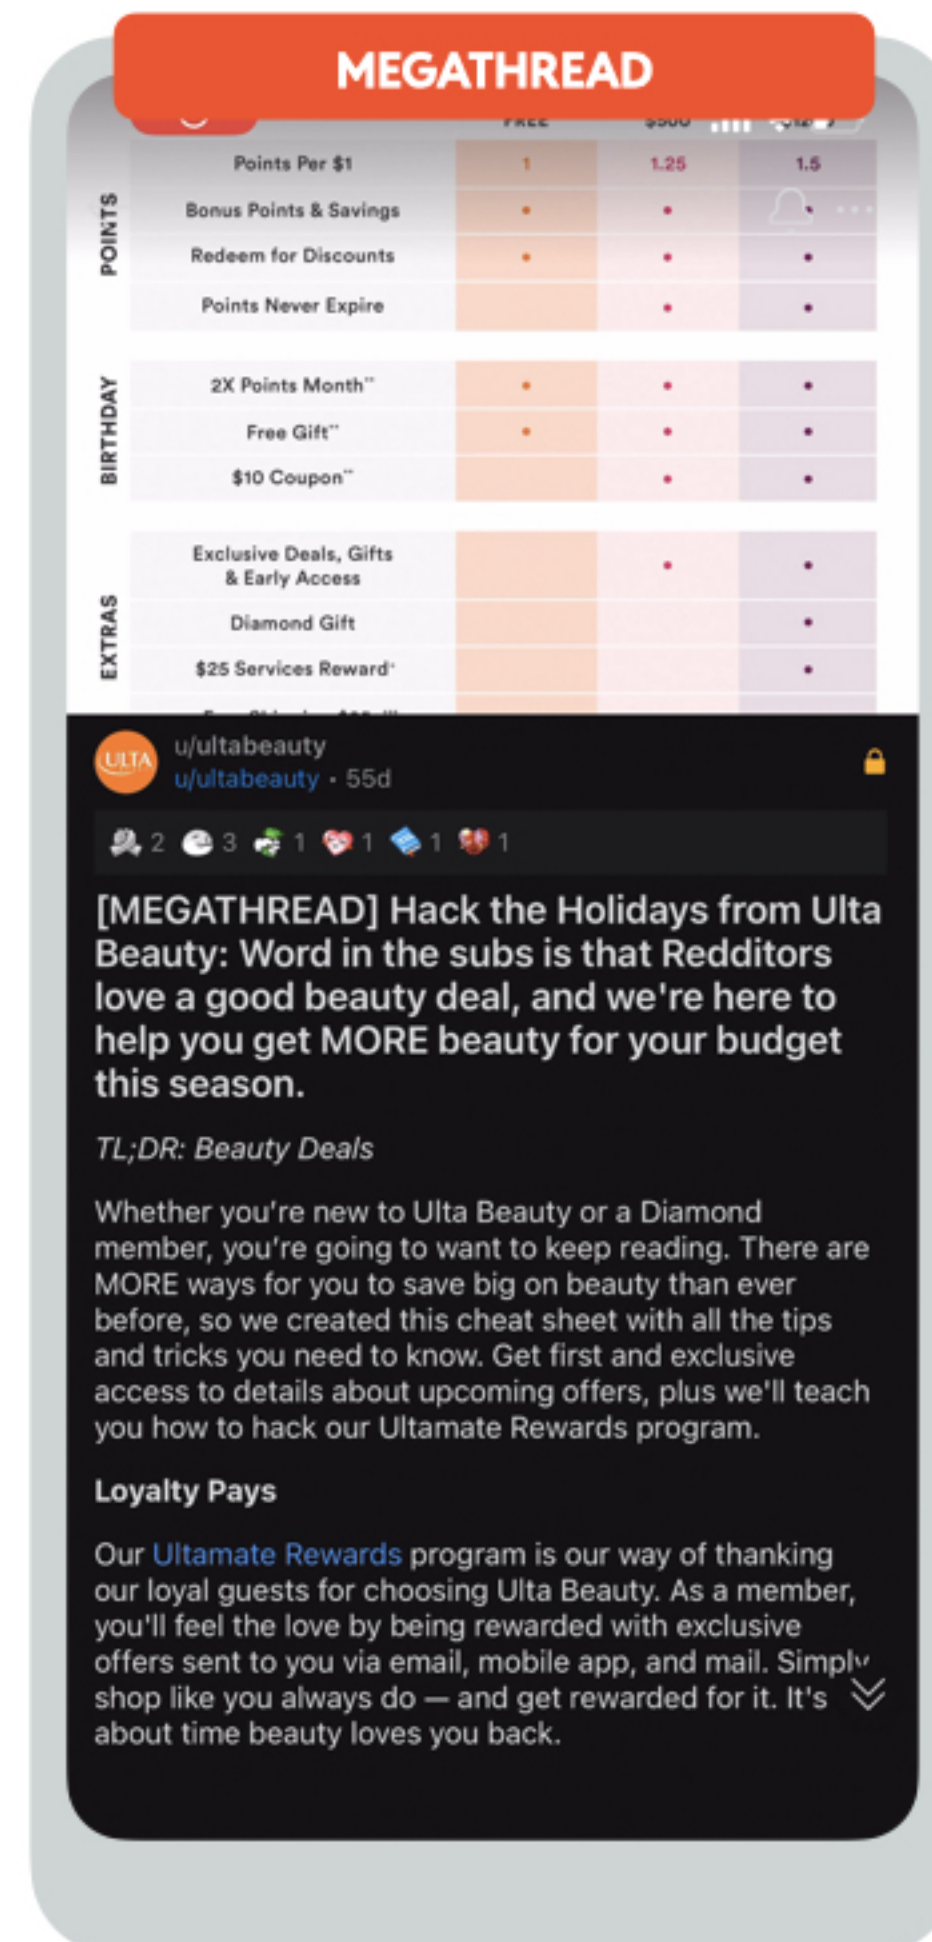 MEGATHREAD
FREE $500
Points Per $1 1 1.25 1.5
POINTS
Bonus Points & Savings
Redeem for Discounts
Points Never Expire
BIRTHDAY
2X Points Month**
Free Gift**
$10 Coupon**
EXTRAS
Exclusive Deals, Gifts
& Early Access
Diamond Gift
$25 Services Reward+
ULTA
u/ultabeauty
u/ultabeauty • 55d
2 3 1 1 1 1
[MEGATHREAD] Hack the Holidays from Ulta
Beauty: Word in the subs is that Redditors
love a good beauty deal, and we're here to
help you get MORE beauty for your budget
this season.
TL;DR: Beauty Deals
Whether you're new to Ulta Beauty or a Diamond
member, you're going to want to keep reading. There are
MORE ways for you to save big on beauty than ever
before, so we created this cheat sheet with all the tips
and tricks you need to know. Get first and exclusive
access to details about upcoming offers, plus we'll teach
you how to hack our Ultamate Rewards program.
Loyalty Pays
Our Ultamate Rewards program is our way of thanking
our loyal guests for choosing Ulta Beauty. As a member,
you'll feel the love by being rewarded with exclusive
offers sent to you via email, mobile app, and mail. Simply
shop like you always do — and get rewarded for it. It's
about time beauty loves you back.